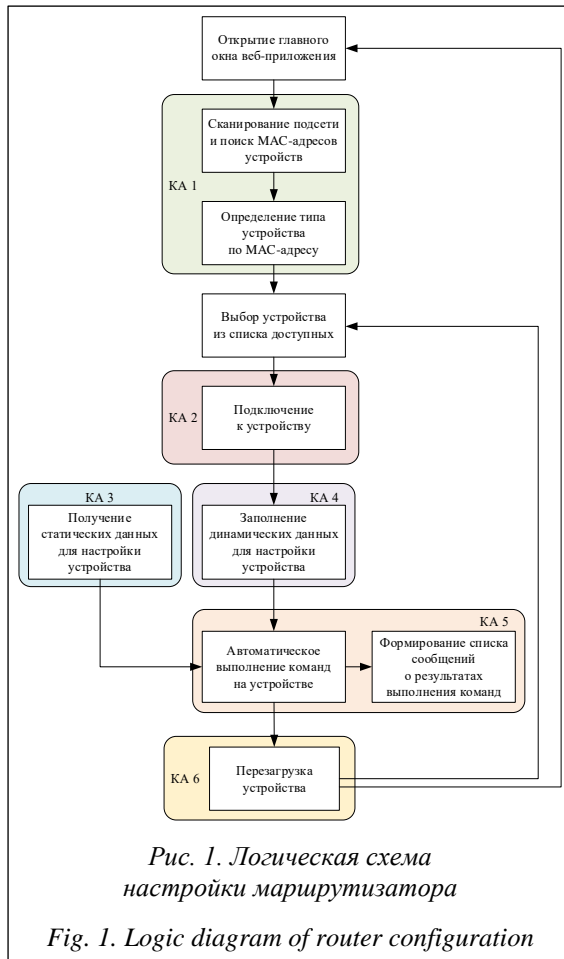 Открытие главного
окна веб-приложения
Сканирование подсети
и поиск MAC-адресов
устройств
КА 1
Определение типа
устройства
по MAC-адресу
Выбор устройства
из списка доступных
КА 2
Подключение
к устройству
КА 3
Получение
статических данных
для настройки
устройства
КА 4
Заполнение
динамических данных
для настройки
устройства
КА 5
Автоматическое
выполнение команд
на устройстве
Формирование списка
сообщений
о результатах
выполнения команд
КА 6
Перезагрузка
устройства
Рис. 1. Логическая схема
настройки маршрутизатора
Fig. 1. Logic diagram of router configuration